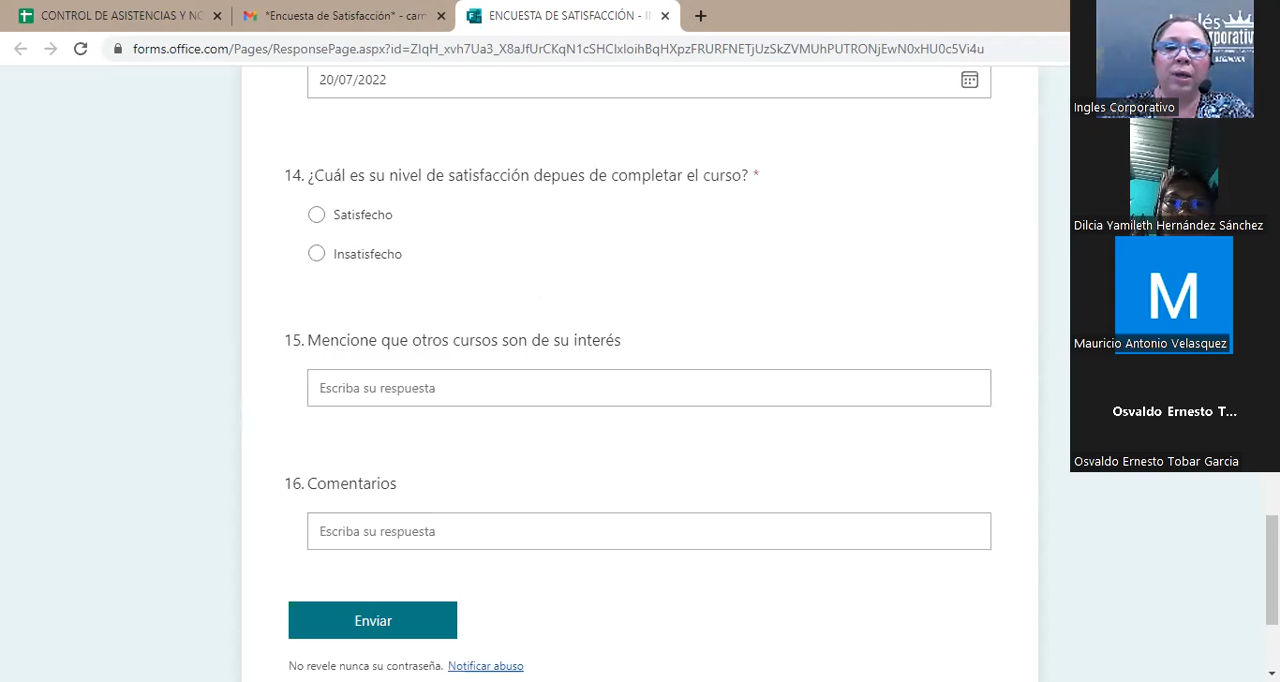 CONTROL DE ASISTENCIAS Y NO
*Encuesta de Satisfacción* - carr
ENCUESTA DE SATISFACCIÓN - I
forms.office.com/Pages/ResponsePage.aspx?id=ZIqH_xvh7Ua3_X8aJfUrCKqN1cSHCIxloihBqHXpzFRURFNETjUzSkZVMUhPUTRONjEwN0xHU0c5Vi4u
20/07/2022
14. ¿Cuál es su nivel de satisfacción depues de completar el curso? *
Satisfecho
Insatisfecho
15. Mencione que otros cursos son de su interés
Escriba su respuesta
16. Comentarios
Escriba su respuesta
Enviar
No revele nunca su contraseña. Notificar abuso
Ingles Corporativo
Dilcia Yamileth Hernández Sánchez
M
Mauricio Antonio Velasquez
Osvaldo Ernesto T...
Osvaldo Ernesto Tobar Garcia